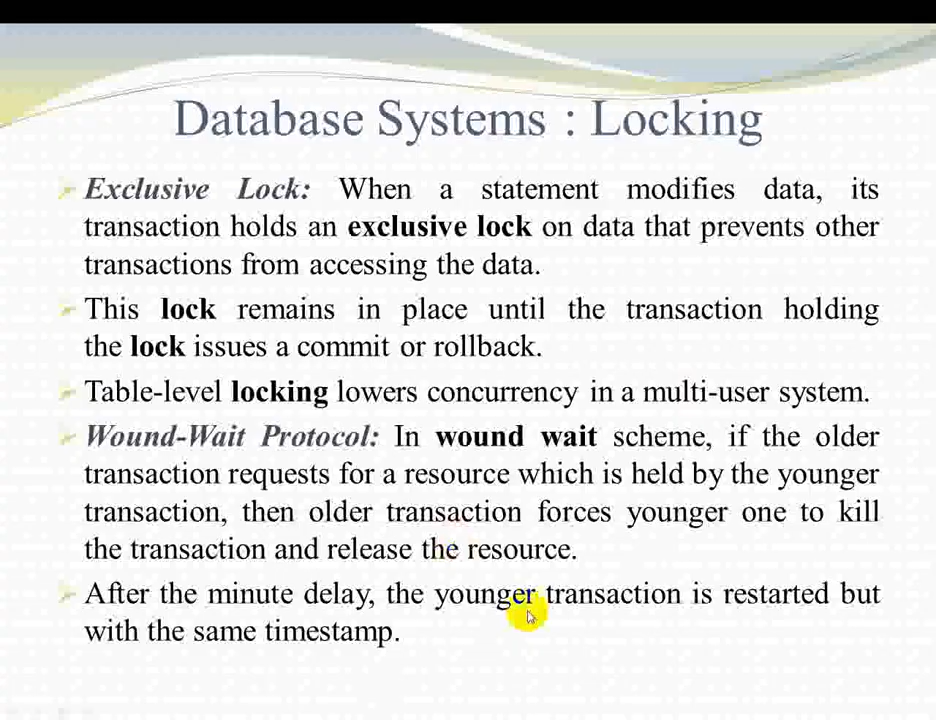 Database Systems : Locking
Exclusive Lock: When a statement modifies data, its
transaction holds an exclusive lock on data that prevents other
transactions from accessing the data.
This lock remains in place until the transaction holding
the lock issues a commit or rollback.
Table-level locking lowers concurrency in a multi-user system.
Wound-Wait Protocol: In wound wait scheme, if the older
transaction requests for a resource which is held by the younger
transaction, then older transaction forces younger one to kill
the transaction and release the resource.
After the minute delay, the younger transaction is restarted but
with the same timestamp.